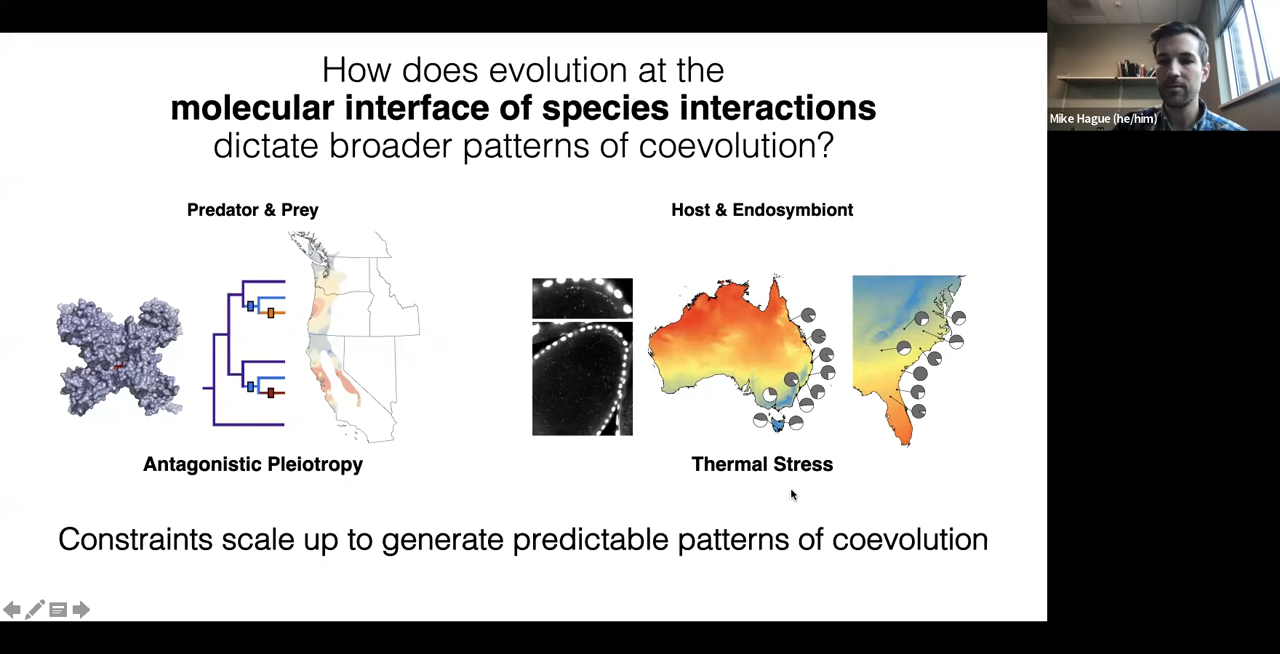 How does evolution at the
molecular interface of species interactions
dictate broader patterns of coevolution?
Predator & Prey
Host & Endosymbiont
Antagonistic Pleiotropy
Thermal Stress
Constraints scale up to generate predictable patterns of coevolution
Mike Hague (he/him)